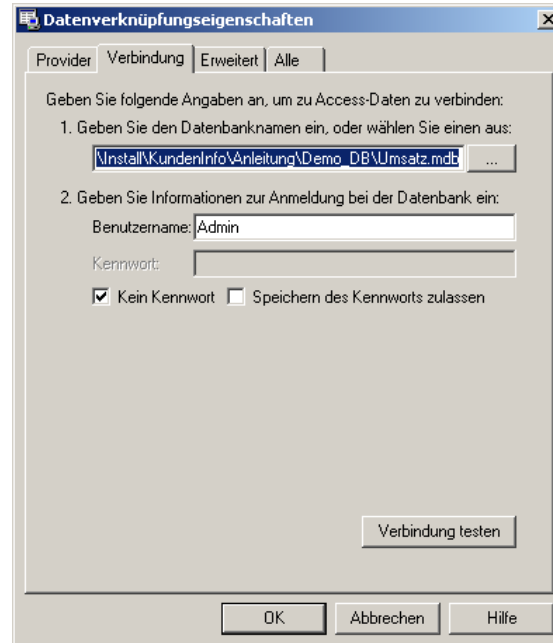 Datenverknüpfungseigenschaften
Provider Verbindung Erweitert Alle
Geben Sie folgende Angaben an, um zu Access-Daten zu verbinden:
1. Geben Sie den Datenbanknamen ein, oder wählen Sie einen aus:
\Install\KundenInfo\Anleitung\Demo_DB\Umsatz.mdb ...
2. Geben Sie Informationen zur Anmeldung bei der Datenbank ein:
Benutzername: Admin
Kennwort:
Kein Kennwort Speichern des Kennworts zulassen
Verbindung testen
OK Abbrechen Hilfe